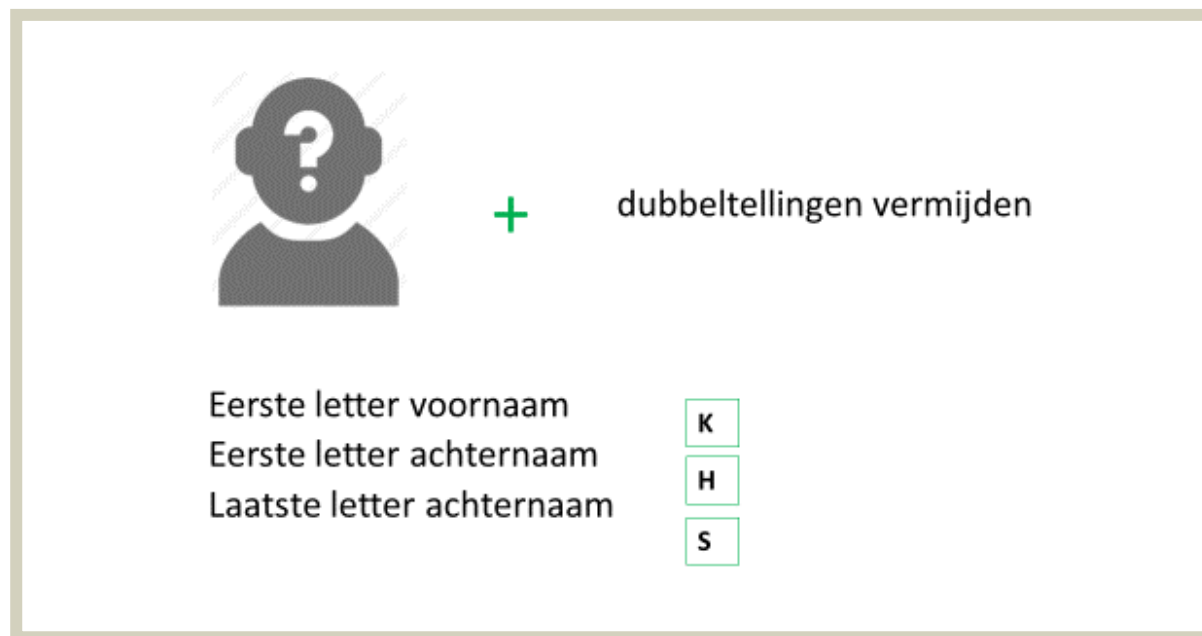 ?
+ dubbeltellingen vermijden
Eerste letter voornaam K
Eerste letter achternaam H
Laatste letter achternaam S